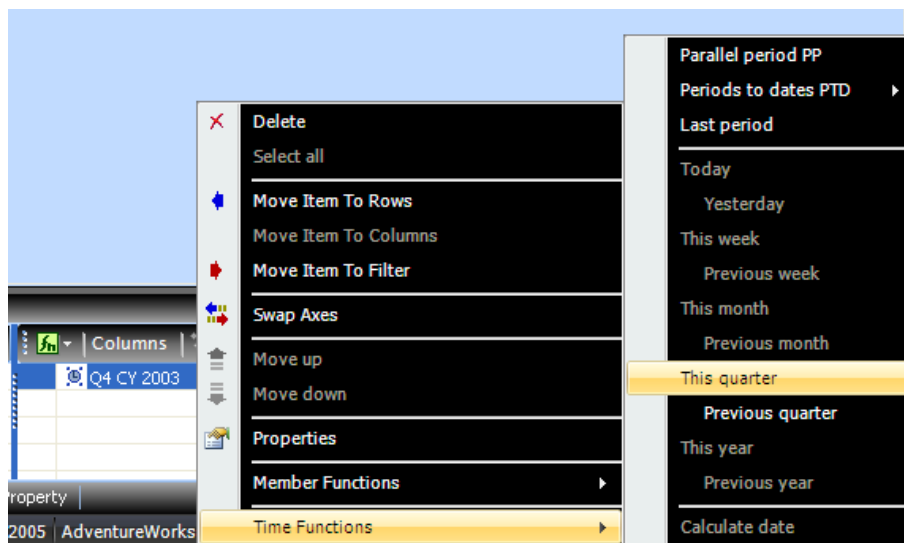 Parallel period PP
Periods to dates PTD
Last period
Today
Yesterday
This week
Previous week
This month
Previous month
This quarter
Previous quarter
This year
Previous year
Calculate date
Delete
Select all
Move Item To Rows
Move Item To Columns
Move Item To Filter
Swap Axes
Move up
Move down
Properties
Member Functions
Time Functions
fn Columns
Q4 CY 2003
roperty
2005 AdventureWorks